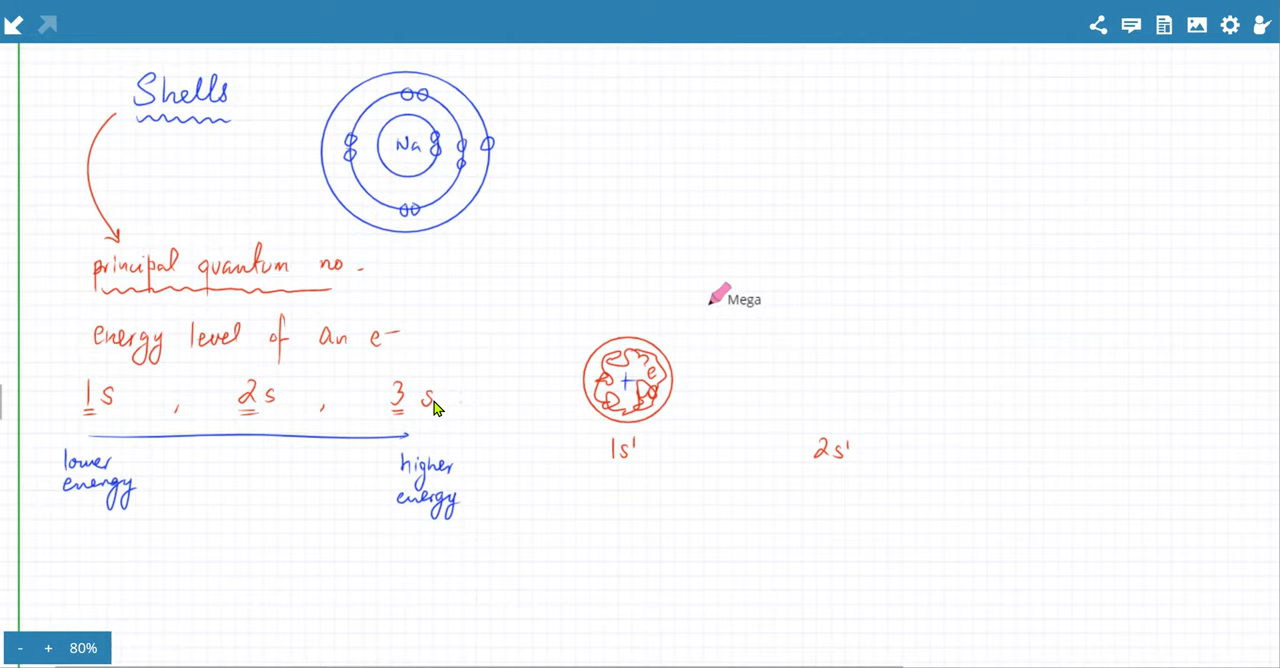 Shells
Na
principal quantum no.
energy level of an e-
1s , 2s , 3s
lower energy
higher energy
Mega
e
+
1s¹
2s¹
- + 80%